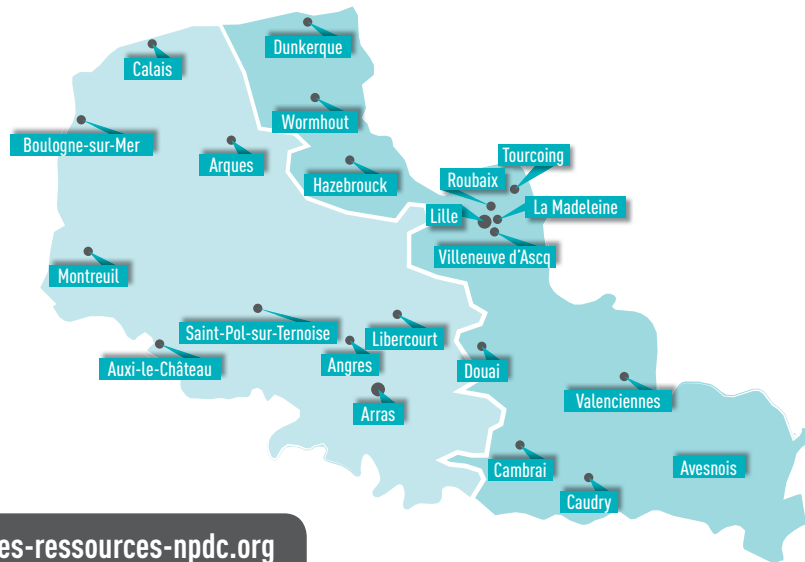 Dunkerque
Calais
Wormhout
Boulogne-sur-Mer
Tourcoing
Arques
Roubaix
Hazebrouck
La Madeleine
Lille
Villeneuve d'Ascq
Montreuil
Saint-Pol-sur-Ternoise
Libercourt
Auxi-le-Château
Angres
Douai
Valenciennes
Arras
Cambrai
Avesnois
Caudry
es-ressources-npdc.org